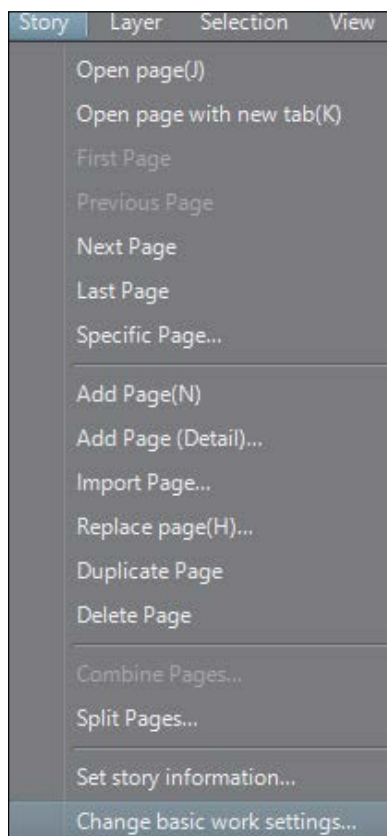 Story Layer Selection View
Open page(J)
Open page with new tab(K)
First Page
Previous Page
Next Page
Last Page
Specific Page...
Add Page(N)
Add Page (Detail)...
Import Page...
Replace page(H)...
Duplicate Page
Delete Page
Combine Pages...
Split Pages...
Set story information...
Change basic work settings...